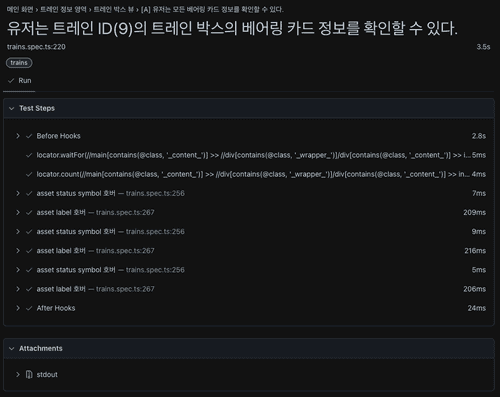 메인 화면 › 트레인 정보 영역 › 트레인 박스 뷰 › [A] 유저는 모든 베어링 카드 정보를 확인할 수 있다.
유저는 트레인 ID(9)의 트레인 박스의 베어링 카드 정보를 확인할 수 있다.
trains.spec.ts:220 3.5s
trains
Run
Test Steps
Before Hooks 2.8s
locator.waitFor(//main[contains(@class, '_content_')] >> //div[contains(@class, '_wrapper_')]/div[contains(@class, '_content_')] >> i... 5ms
locator.count(//main[contains(@class, '_content_')] >> //div[contains(@class, '_wrapper_')]/div[contains(@class, '_content_')] >> in... 4ms
asset status symbol 호버 — trains.spec.ts:256 7ms
asset label 호버 — trains.spec.ts:267 209ms
asset status symbol 호버 — trains.spec.ts:256 9ms
asset label 호버 — trains.spec.ts:267 216ms
asset status symbol 호버 — trains.spec.ts:256 5ms
asset label 호버 — trains.spec.ts:267 206ms
After Hooks 24ms
Attachments
stdout